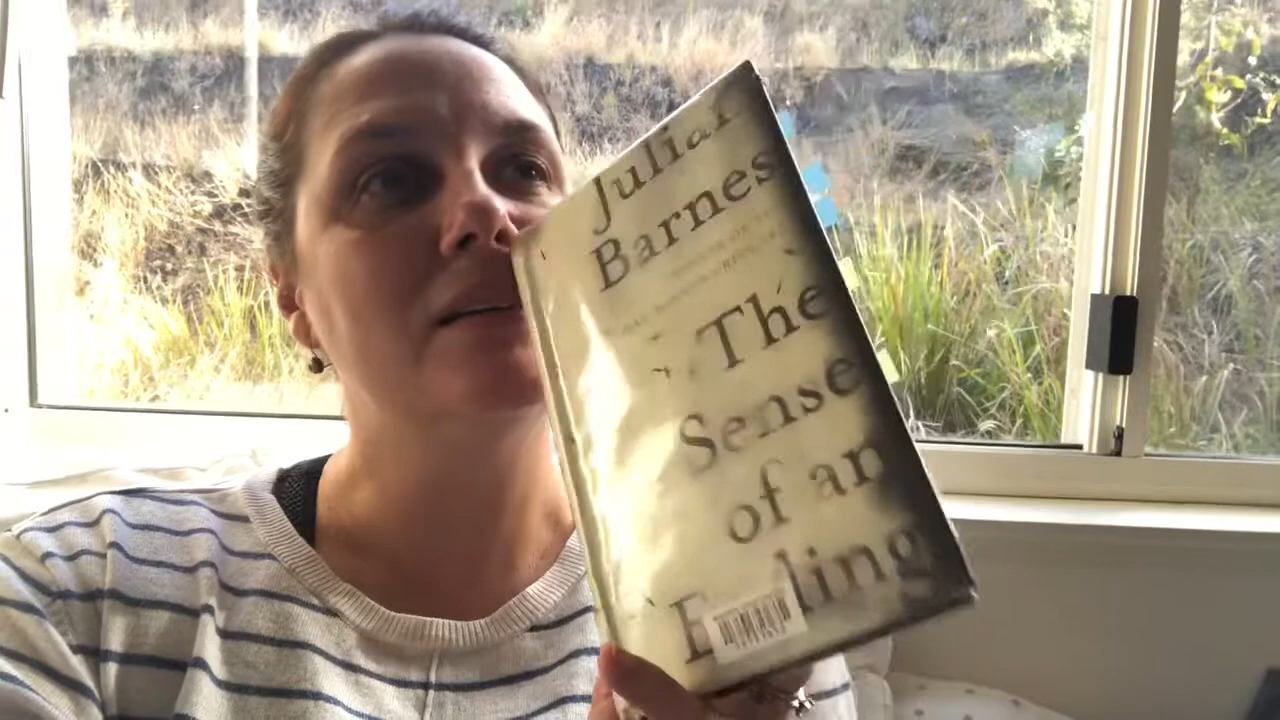 Julian
Barnes
The
Sense
of an
Ending